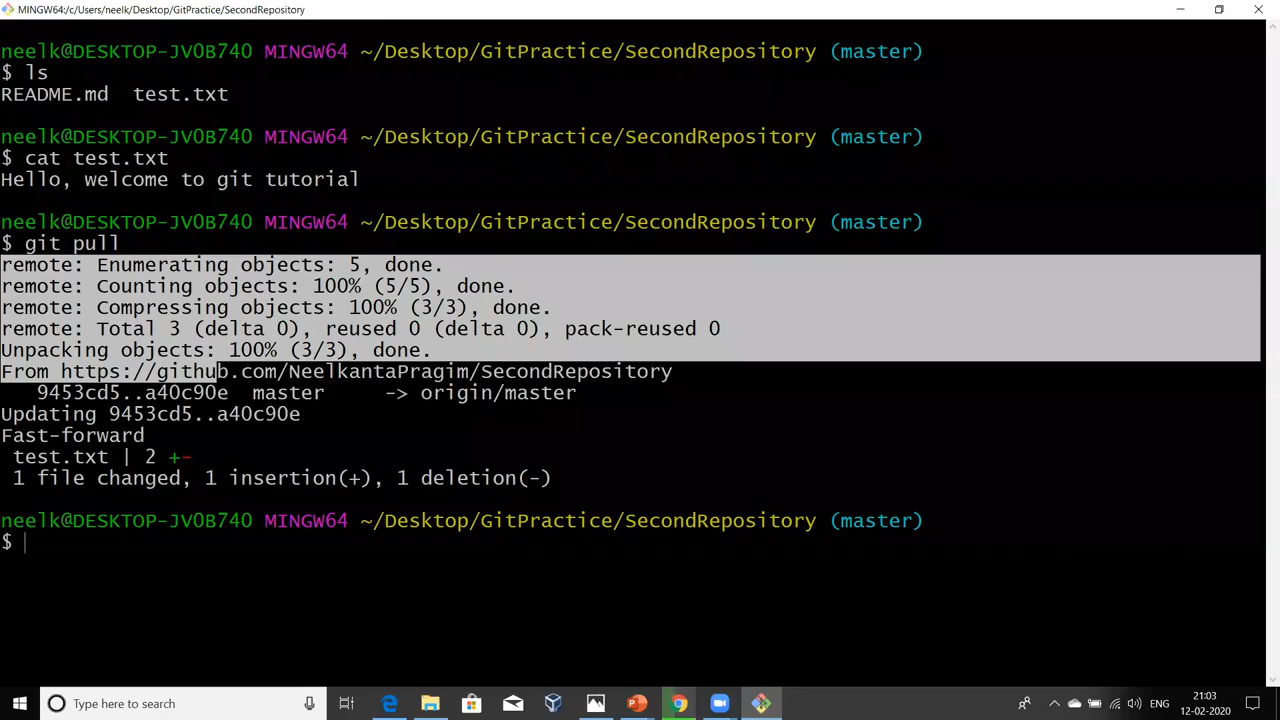 MINGW64:/c/Users/neelk/Desktop/GitPractice/SecondRepository
neelk@DESKTOP-JV0B740 MINGW64 ~/Desktop/GitPractice/SecondRepository (master)
$ ls
README.md  test.txt
neelk@DESKTOP-JV0B740 MINGW64 ~/Desktop/GitPractice/SecondRepository (master)
$ cat test.txt
Hello, welcome to git tutorial
neelk@DESKTOP-JV0B740 MINGW64 ~/Desktop/GitPractice/SecondRepository (master)
$ git pull
remote: Enumerating objects: 5, done.
remote: Counting objects: 100% (5/5), done.
remote: Compressing objects: 100% (3/3), done.
remote: Total 3 (delta 0), reused 0 (delta 0), pack-reused 0
Unpacking objects: 100% (3/3), done.
From https://github.com/NeelkantaPragim/SecondRepository
   9453cd5..a40c90e  master     -> origin/master
Updating 9453cd5..a40c90e
Fast-forward
 test.txt | 2 +-
 1 file changed, 1 insertion(+), 1 deletion(-)
neelk@DESKTOP-JV0B740 MINGW64 ~/Desktop/GitPractice/SecondRepository (master)
$
Type here to search
ENG
21:03
12-02-2020